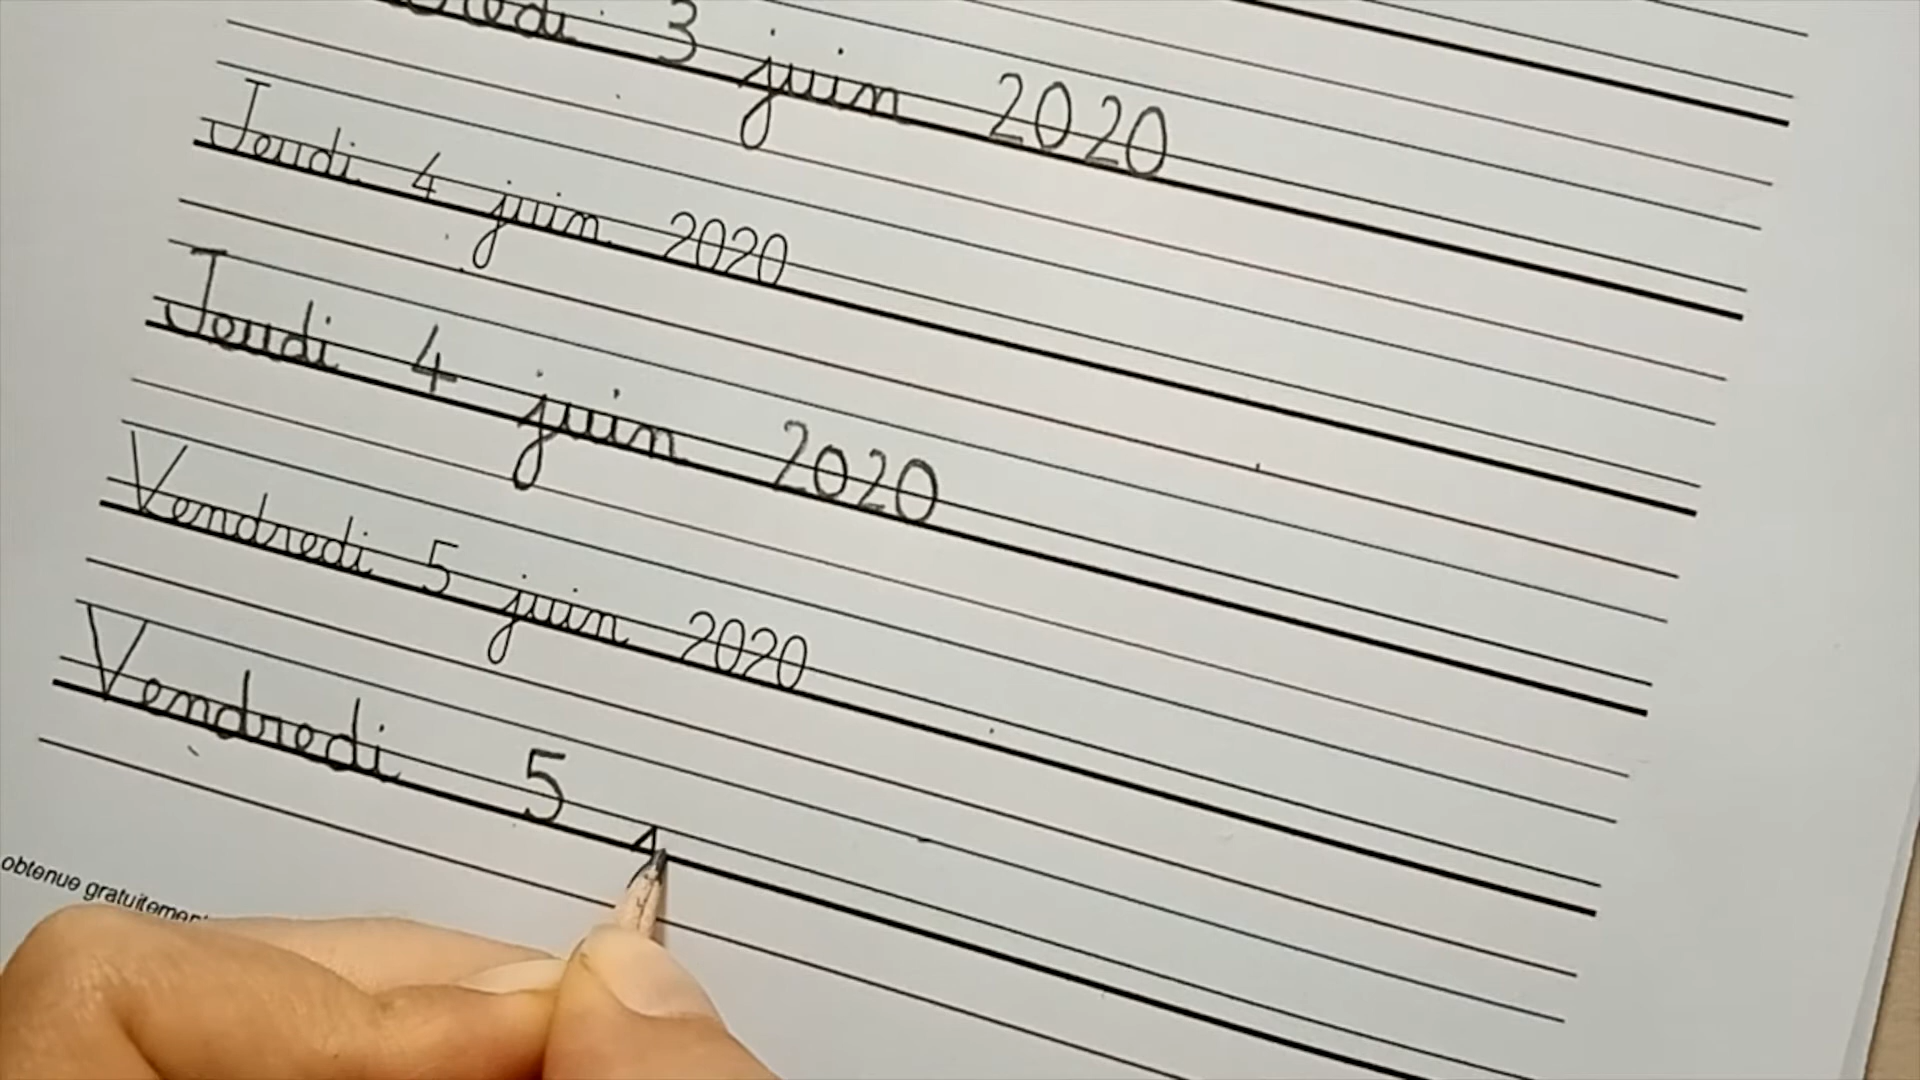 3 juin 2020
Jeudi 4 juin 2020
Jeudi 4 juin 2020
Vendredi 5 juin 2020
Vendredi 5
obtenue gratuitement